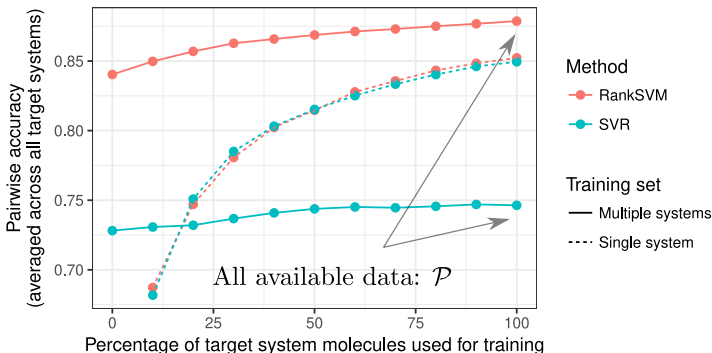 Pairwise accuracy
(averaged across all target systems)
0.85
0.80
0.75
0.70
All available data: 𝒫
0
25
50
75
100
Percentage of target system molecules used for training
Method
RankSVM
SVR
Training set
Multiple systems
Single system